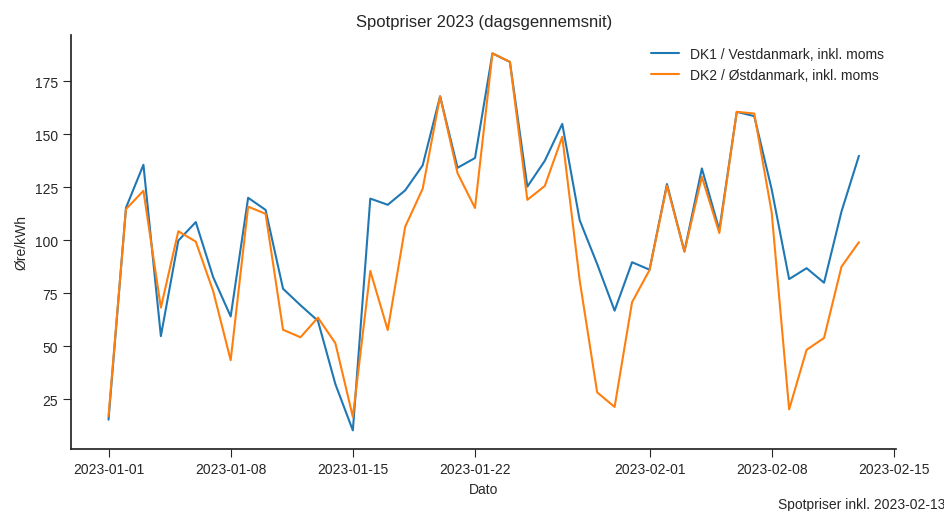 Spotpriser 2023 (dagsgennemsnit)
DK1 / Vestdanmark, inkl. moms
DK2 / Østdanmark, inkl. moms
175
150
125
100
75
50
25
Øre/kWh
2023-01-01
2023-01-08
2023-01-15
2023-01-22
2023-02-01
2023-02-08
2023-02-15
Dato
Spotpriser inkl. 2023-02-13